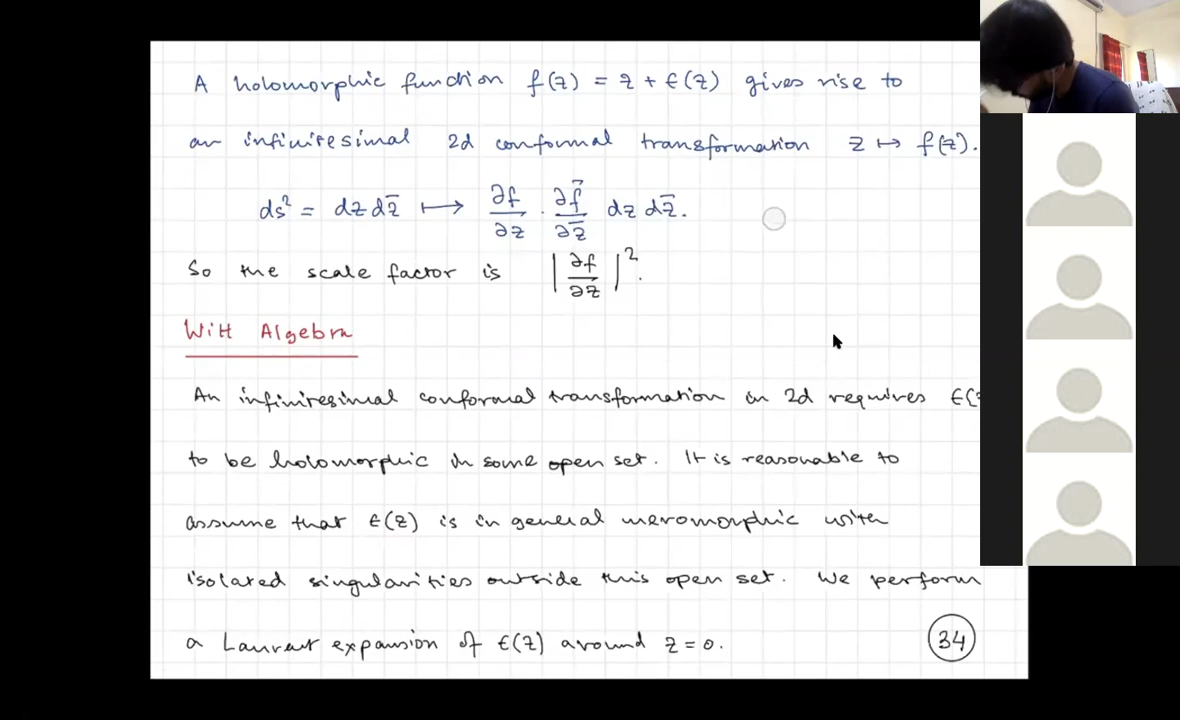 A holomorphic function f(z) = z + ϵ(z) gives rise to
an infinitesimal 2d conformal transformation z ↦ f(z).
ds² = dz dz̄ ⟼ ∂f/∂z · ∂f̄/∂z̄ dz dz̄.
So the scale factor is |∂f/∂z|².
Witt Algebra
An infinitesimal conformal transformation in 2d requires ϵ(z
to be holomorphic in some open set. It is reasonable to
assume that ϵ(z) is in general meromorphic with
isolated singularities outside this open set. We perform
a Laurent expansion of ϵ(z) around z = 0.
34